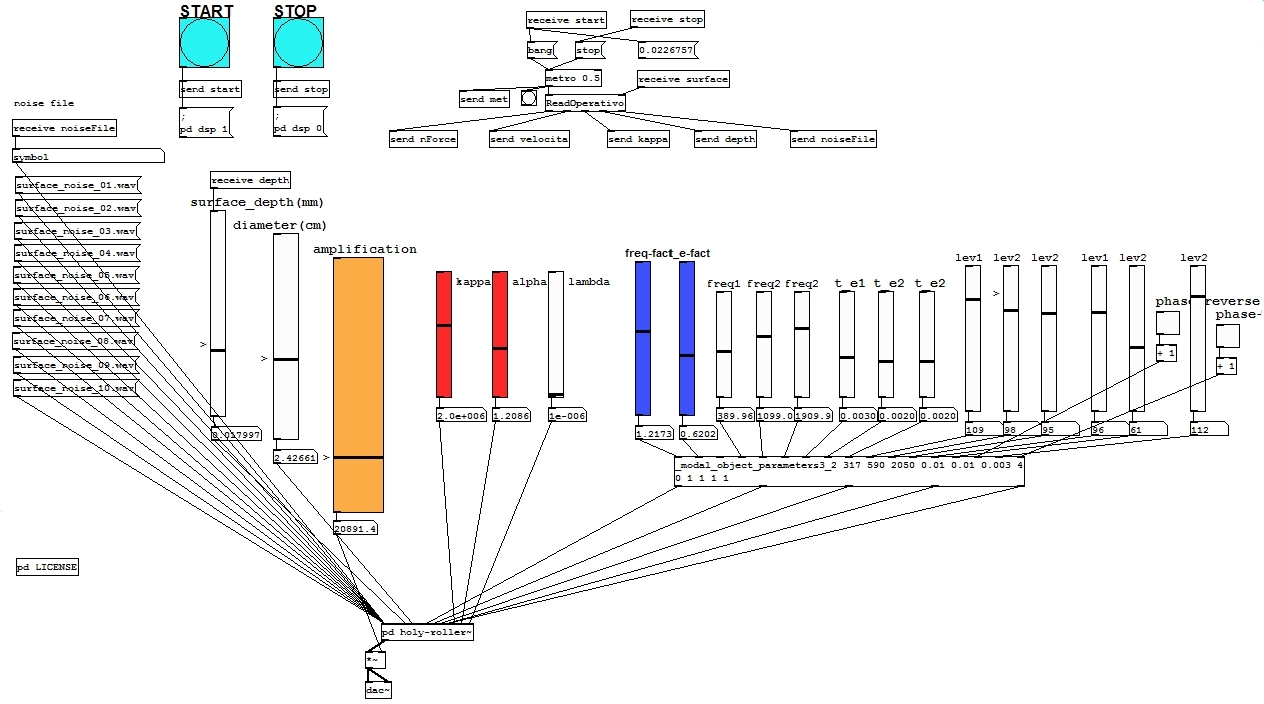 START
STOP
receive start
receive stop
bang
stop
0.0226757
send start
send stop
metro 0.5
receive surface
send met
ReadOperativo
noise file
;
pd dsp 1
;
pd dsp 0
receive noiseFile
send nForce
send velocita
send kappa
send depth
send noiseFile
symbol
receive depth
surface_noise_01.wav
surface_noise_02.wav
surface_noise_03.wav
surface_noise_04.wav
surface_noise_05.wav
surface_noise_06.wav
surface_noise_07.wav
surface_noise_08.wav
surface_noise_09.wav
surface_noise_10.wav
surface_depth(mm)
diameter(cm)
amplification
kappa
alpha
lambda
freq-fact
t_e-fact
freq1
freq2
freq2
t_e1
t_e2
t_e2
lev1
lev2
lev2
lev1
lev2
lev2
phase-reverse
phase-
>
>
>
>
+ 1
+ 1
0.017997
2.42661
20891.4
2.0e+006
1.2086
1e-006
1.2173
0.6202
389.96
1099.0
1909.9
0.0030
0.0020
0.0020
109
98
95
96
61
112
_modal_object_parameters3_2 317 590 2050 0.01 0.01 0.003 4
0 1 1 1 1
pd LICENSE
pd holy-roller~
*~
dac~